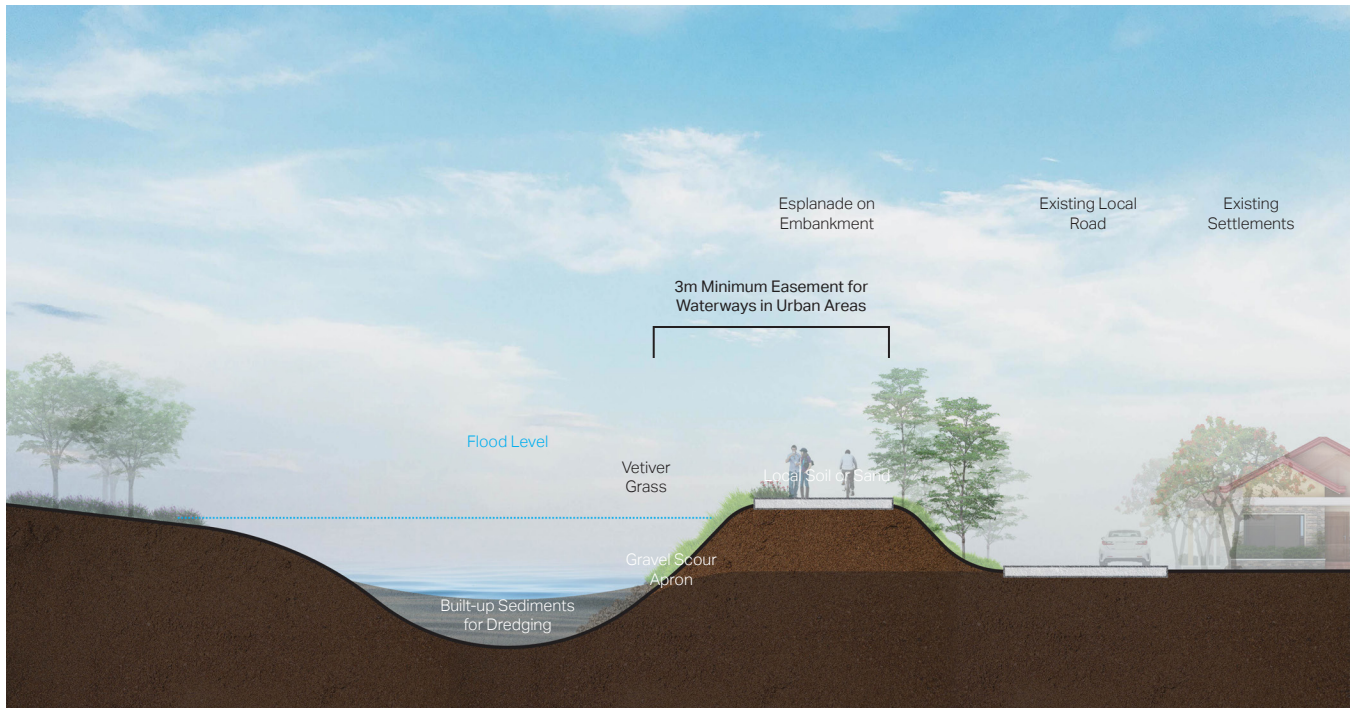 Esplanade on
Embankment
Existing Local
Road
Existing
Settlements
3m Minimum Easement for
Waterways in Urban Areas
Flood Level
Vetiver
Grass
Local Soil or Sand
Gravel Scour
Apron
Built-up Sediments
for Dredging